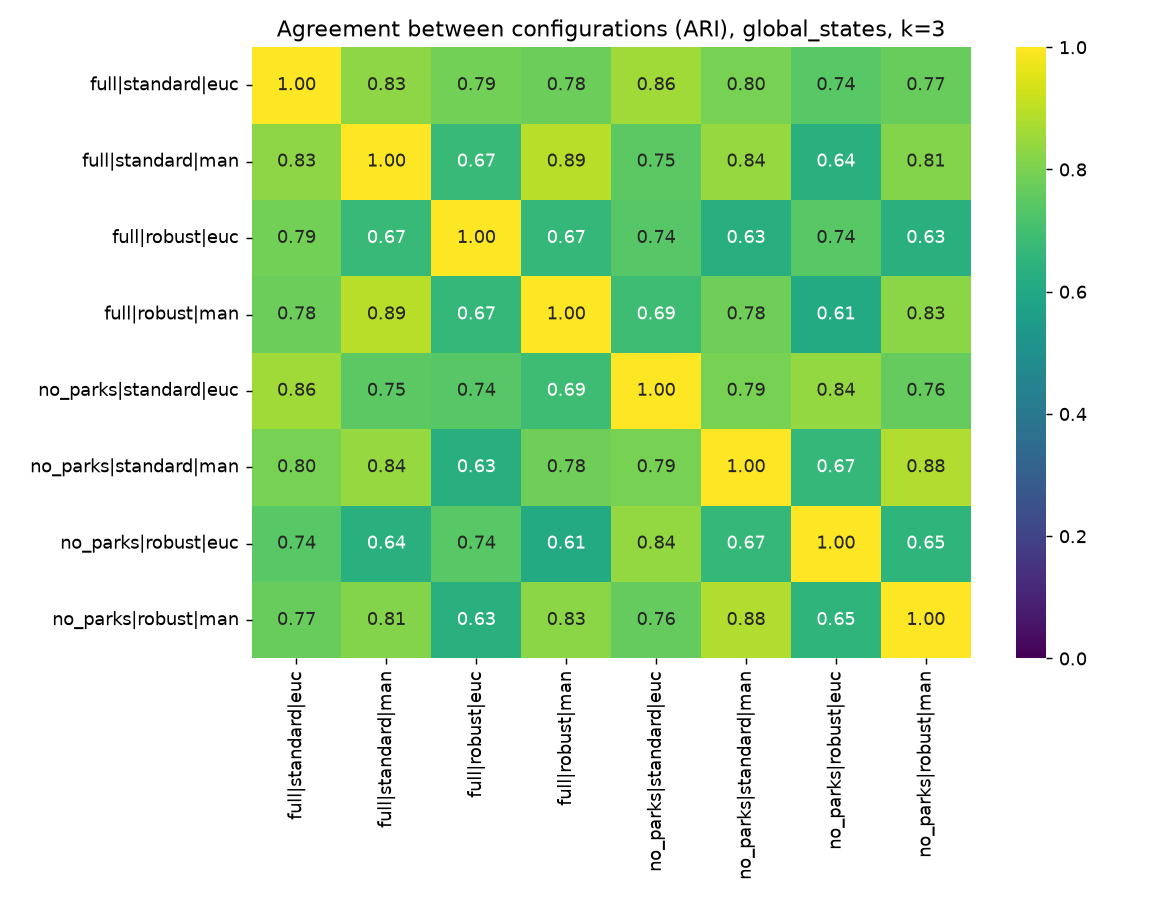 Agreement between configurations (ARI), global_states, k=3
full|standard|euc 1.00 0.83 0.79 0.78 0.86 0.80 0.74 0.77
full|standard|man 0.83 1.00 0.67 0.89 0.75 0.84 0.64 0.81
full|robust|euc 0.79 0.67 1.00 0.67 0.74 0.63 0.74 0.63
full|robust|man 0.78 0.89 0.67 1.00 0.69 0.78 0.61 0.83
no_parks|standard|euc 0.86 0.75 0.74 0.69 1.00 0.79 0.84 0.76
no_parks|standard|man 0.80 0.84 0.63 0.78 0.79 1.00 0.67 0.88
no_parks|robust|euc 0.74 0.64 0.74 0.61 0.84 0.67 1.00 0.65
no_parks|robust|man 0.77 0.81 0.63 0.83 0.76 0.88 0.65 1.00
full|standard|euc
full|standard|man
full|robust|euc
full|robust|man
no_parks|standard|euc
no_parks|standard|man
no_parks|robust|euc
no_parks|robust|man
1.0
0.8
0.6
0.4
0.2
0.0